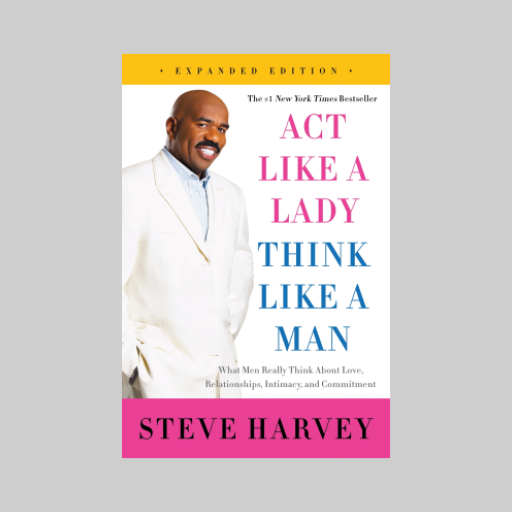 • EXPANDED EDITION •
The #1 New York Times Bestseller
ACT
LIKE A
LADY
THINK
LIKE A
MAN
What Men Really Think About Love,
Relationships, Intimacy, and Commitment
STEVE HARVEY